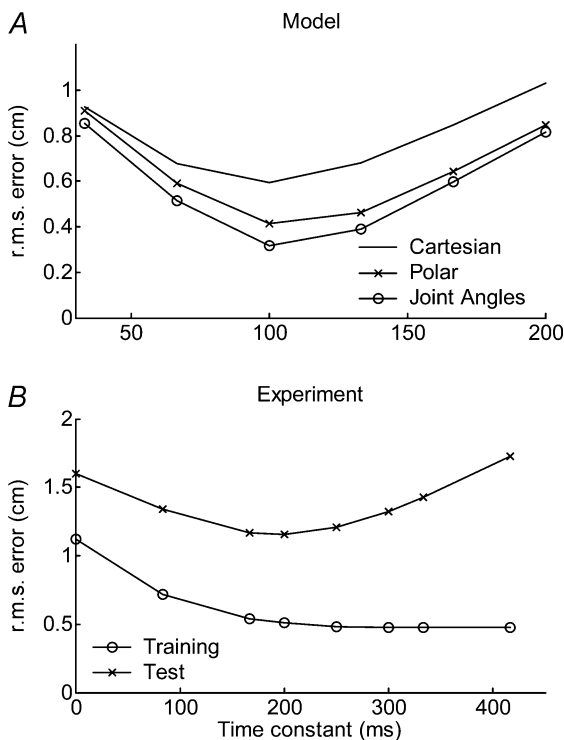 A
Model
r.m.s. error (cm)
1
0.8
0.6
0.4
0.2
0
50
100
150
200
Cartesian
Polar
Joint Angles
B
Experiment
r.m.s. error (cm)
2
1.5
1
0.5
0
0
100
200
300
400
Training
Test
Time constant (ms)